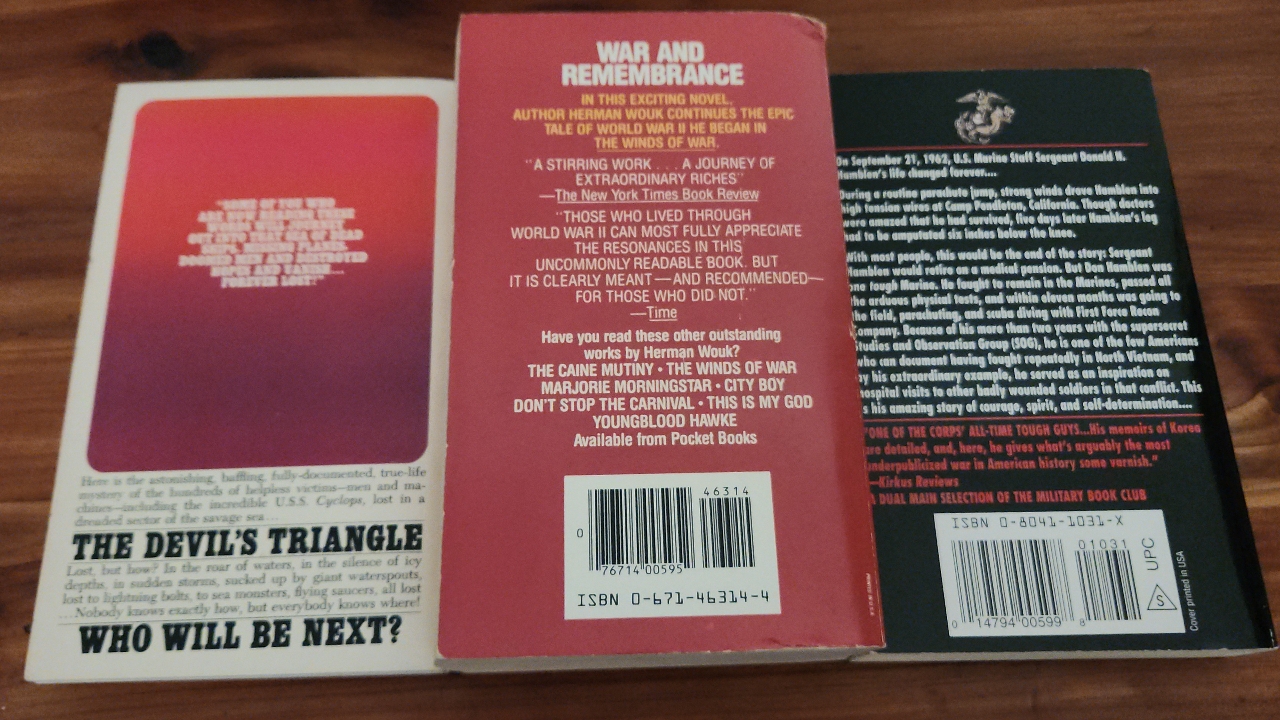 "SOME OF YOU WHO
ARE NOW READING THESE
WORDS WILL JOURNEY
OUT INTO THAT SEA OF DEAD
SHIPS, MISSING PLANES,
DOOMED MEN AND DESTROYED
HOPES AND VANISH...
FOREVER LOST!"
Here is the astonishing, baffling, fully-documented, true-life
mystery of the hundreds of helpless victims—men and ma-
chines—including the incredible U.S.S. Cyclops, lost in a
dreaded sector of the savage sea...
THE DEVIL'S TRIANGLE
Lost, but how? In the roar of waters, in the silence of icy
depths, in sudden storms, sucked up by giant waterspouts,
lost to lightning bolts, to sea monsters, flying saucers, all lost
...Nobody knows exactly how, but everybody knows where!
WHO WILL BE NEXT?
WAR AND
REMEMBRANCE
IN THIS EXCITING NOVEL,
AUTHOR HERMAN WOUK CONTINUES THE EPIC
TALE OF WORLD WAR II HE BEGAN IN
THE WINDS OF WAR.
"A STIRRING WORK . . . A JOURNEY OF
EXTRAORDINARY RICHES"
—The New York Times Book Review
"THOSE WHO LIVED THROUGH
WORLD WAR II CAN MOST FULLY APPRECIATE
THE RESONANCES IN THIS
UNCOMMONLY READABLE BOOK. BUT
IT IS CLEARLY MEANT—AND RECOMMENDED—
FOR THOSE WHO DID NOT."
—Time
Have you read these other outstanding
works by Herman Wouk?
THE CAINE MUTINY • THE WINDS OF WAR
MARJORIE MORNINGSTAR • CITY BOY
DON'T STOP THE CARNIVAL • THIS IS MY GOD
YOUNGBLOOD HAWKE
Available from Pocket Books
46314
0 76714 00595
ISBN 0-671-46314-4
On September 21, 1962, U.S. Marine Staff Sergeant Donald N.
Hamblen's life changed forever....
During a routine parachute jump, strong winds drove Hamblen into
high tension wires at Camp Pendleton, California. Though doctors
were amazed that he had survived, five days later Hamblen's leg
had to be amputated six inches below the knee.
With most people, this would be the end of the story: Sergeant
Hamblen would retire on a medical pension. But Don Hamblen was
one tough Marine. He fought to remain in the Marines, passed all
the arduous physical tests, and within eleven months was going to
the field, parachuting, and scuba diving with First Force Recon
Company. Because of his more than two years with the supersecret
Studies and Observation Group (SOG), he is one of the few Americans
who can document having fought repeatedly in North Vietnam, and
by his extraordinary example, he served as an inspiration on
hospital visits to other badly wounded soldiers in that conflict. This
is his amazing story of courage, spirit, and self-determination....
"ONE OF THE CORPS' ALL-TIME TOUGH GUYS...His memoirs of Korea
are detailed, and, here, he gives what's arguably the most
underpublicized war in American history some varnish."
—Kirkus Reviews
A DUAL MAIN SELECTION OF THE MILITARY BOOK CLUB
ISBN 0-8041-1031-X
01031
0 14794 00599 8
UPC
S
Cover printed in USA